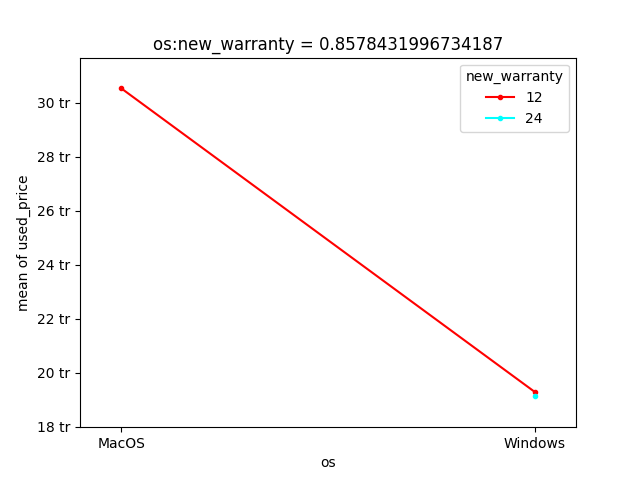 os:new_warranty = 0.8578431996734187
new_warranty
12
24
30 tr
28 tr
26 tr
24 tr
22 tr
20 tr
18 tr
mean of used_price
MacOS
Windows
os